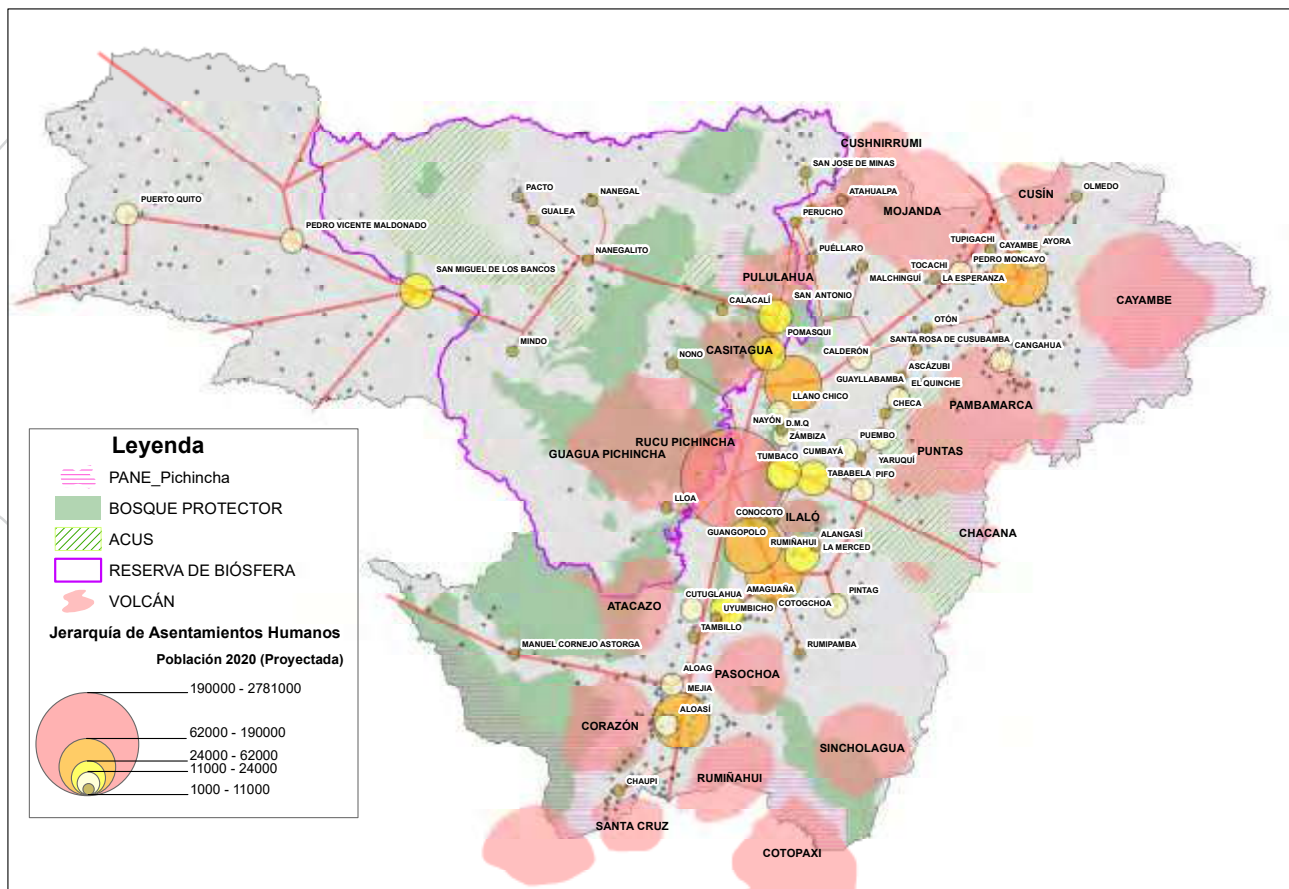 CUSHNIRRUMI
SAN JOSE DE MINAS
ATAHUALPA
CUSÍN
OLMEDO
PACTO
NANEGAL
MOJANDA
PUERTO QUITO
GUALEA
PERUCHO
PEDRO VICENTE MALDONADO
TUPIGACHI
CAYAMBE
AYORA
NANEGALITO
PUÉLLARO
TOCACHI
PEDRO MONCAYO
SAN MIGUEL DE LOS BANCOS
PULULAHUA
MALCHINGUÍ
LA ESPERANZA
CAYAMBE
CALACALÍ
SAN ANTONIO
OTÓN
POMASQUI
MINDO
NONO
CASITAGUA
CALDERÓN
SANTA ROSA DE CUSUBAMBA
CANGAHUA
ASCÁZUBI
GUAYLLABAMBA
EL QUINCHE
LLANO CHICO
CHECA
PAMBAMARCA
NAYÓN
D.M.Q
ZÁMBIZA
PUEMBO
RUCU PICHINCHA
GUAGUA PICHINCHA
CUMBAYÁ
TUMBACO
YARUQUÍ
PUNTAS
TABABELA
PIFO
LLOA
CONOCOTO
ILALÓ
CHACANA
GUANGOPOLO
RUMIÑAHUI
ALANGASÍ
LA MERCED
AMAGUAÑA
ATACAZO
CUTUGLAHUA
UYUMBICHO
COTOGCHOA
PINTAG
TAMBILLO
MANUEL CORNEJO ASTORGA
RUMIPAMBA
ALOAG
PASOCHOA
MEJIA
CORAZÓN
ALOASÍ
SINCHOLAGUA
CHAUPI
RUMIÑAHUI
SANTA CRUZ
COTOPAXI
Leyenda
PANE_Pichincha
BOSQUE PROTECTOR
ACUS
RESERVA DE BIÓSFERA
VOLCÁN
Jerarquía de Asentamientos Humanos
Población 2020 (Proyectada)
190000 - 2781000
62000 - 190000
24000 - 62000
11000 - 24000
1000 - 11000